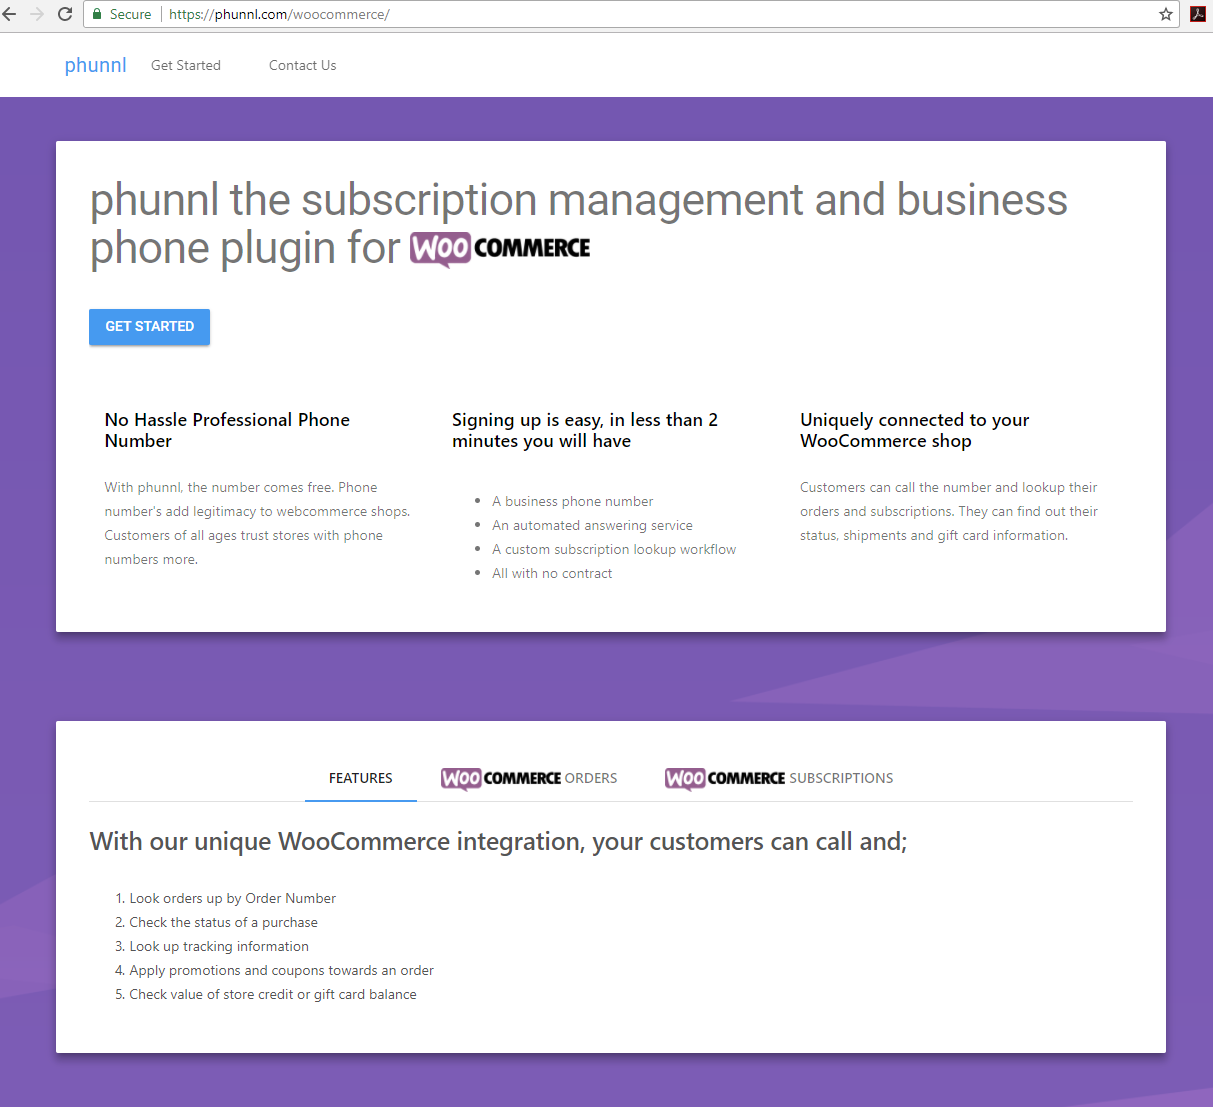 Secure https://phunnl.com/woocommerce/
phunnl Get Started Contact Us
phunnl the subscription management and business
phone plugin for WOO COMMERCE
GET STARTED
No Hassle Professional Phone
Number
With phunnl, the number comes free. Phone
number's add legitimacy to webcommerce shops.
Customers of all ages trust stores with phone
numbers more.
Signing up is easy, in less than 2
minutes you will have
• A business phone number
• An automated answering service
• A custom subscription lookup workflow
• All with no contract
Uniquely connected to your
WooCommerce shop
Customers can call the number and lookup their
orders and subscriptions. They can find out their
status, shipments and gift card information.
FEATURES WOO COMMERCE ORDERS WOO COMMERCE SUBSCRIPTIONS
With our unique WooCommerce integration, your customers can call and;
1. Look orders up by Order Number
2. Check the status of a purchase
3. Look up tracking information
4. Apply promotions and coupons towards an order
5. Check value of store credit or gift card balance